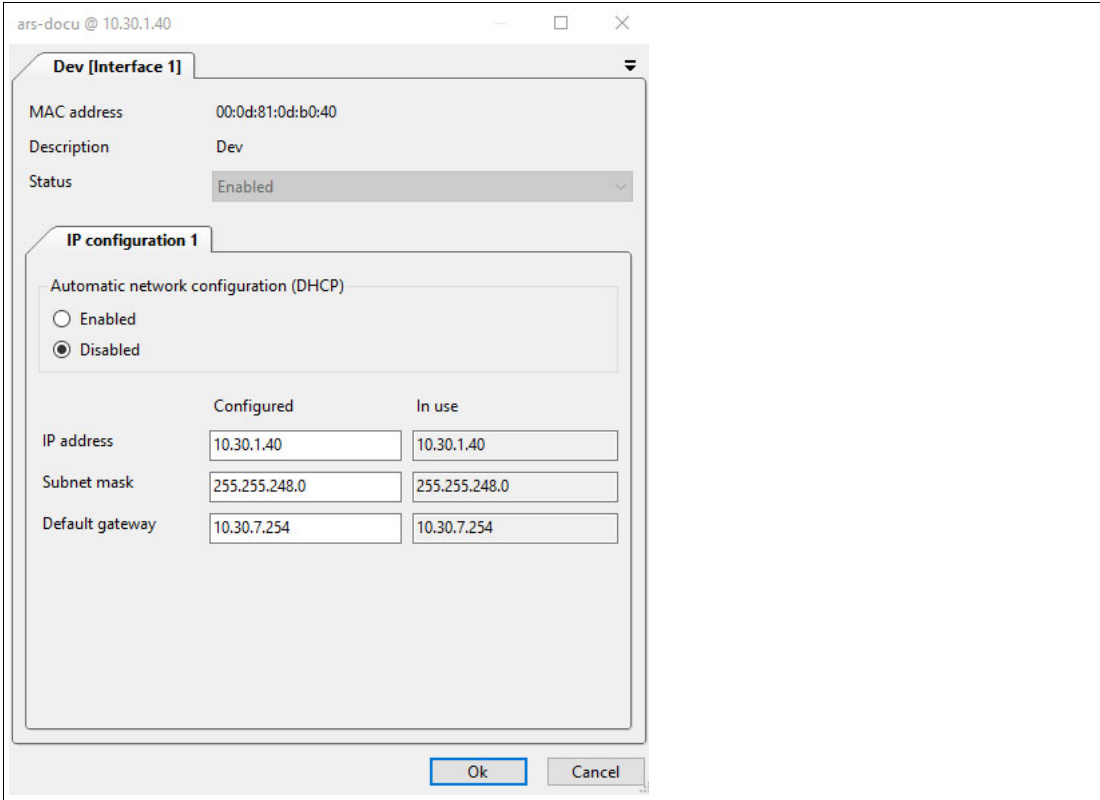 ars-docu @ 10.30.1.40
Dev [Interface 1]
MAC address 00:0d:81:0d:b0:40
Description Dev
Status Enabled
IP configuration 1
Automatic network configuration (DHCP)
Enabled
Disabled
Configured In use
IP address 10.30.1.40 10.30.1.40
Subnet mask 255.255.248.0 255.255.248.0
Default gateway 10.30.7.254 10.30.7.254
Ok Cancel